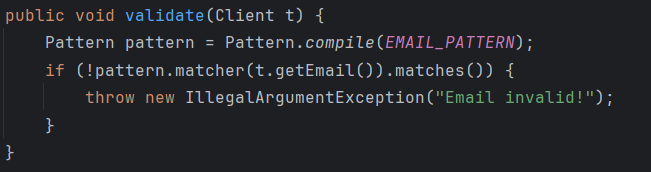 public void validate(Client t) {
    Pattern pattern = Pattern.compile(EMAIL_PATTERN);
    if (!pattern.matcher(t.getEmail()).matches()) {
        throw new IllegalArgumentException("Email invalid!");
    }
}